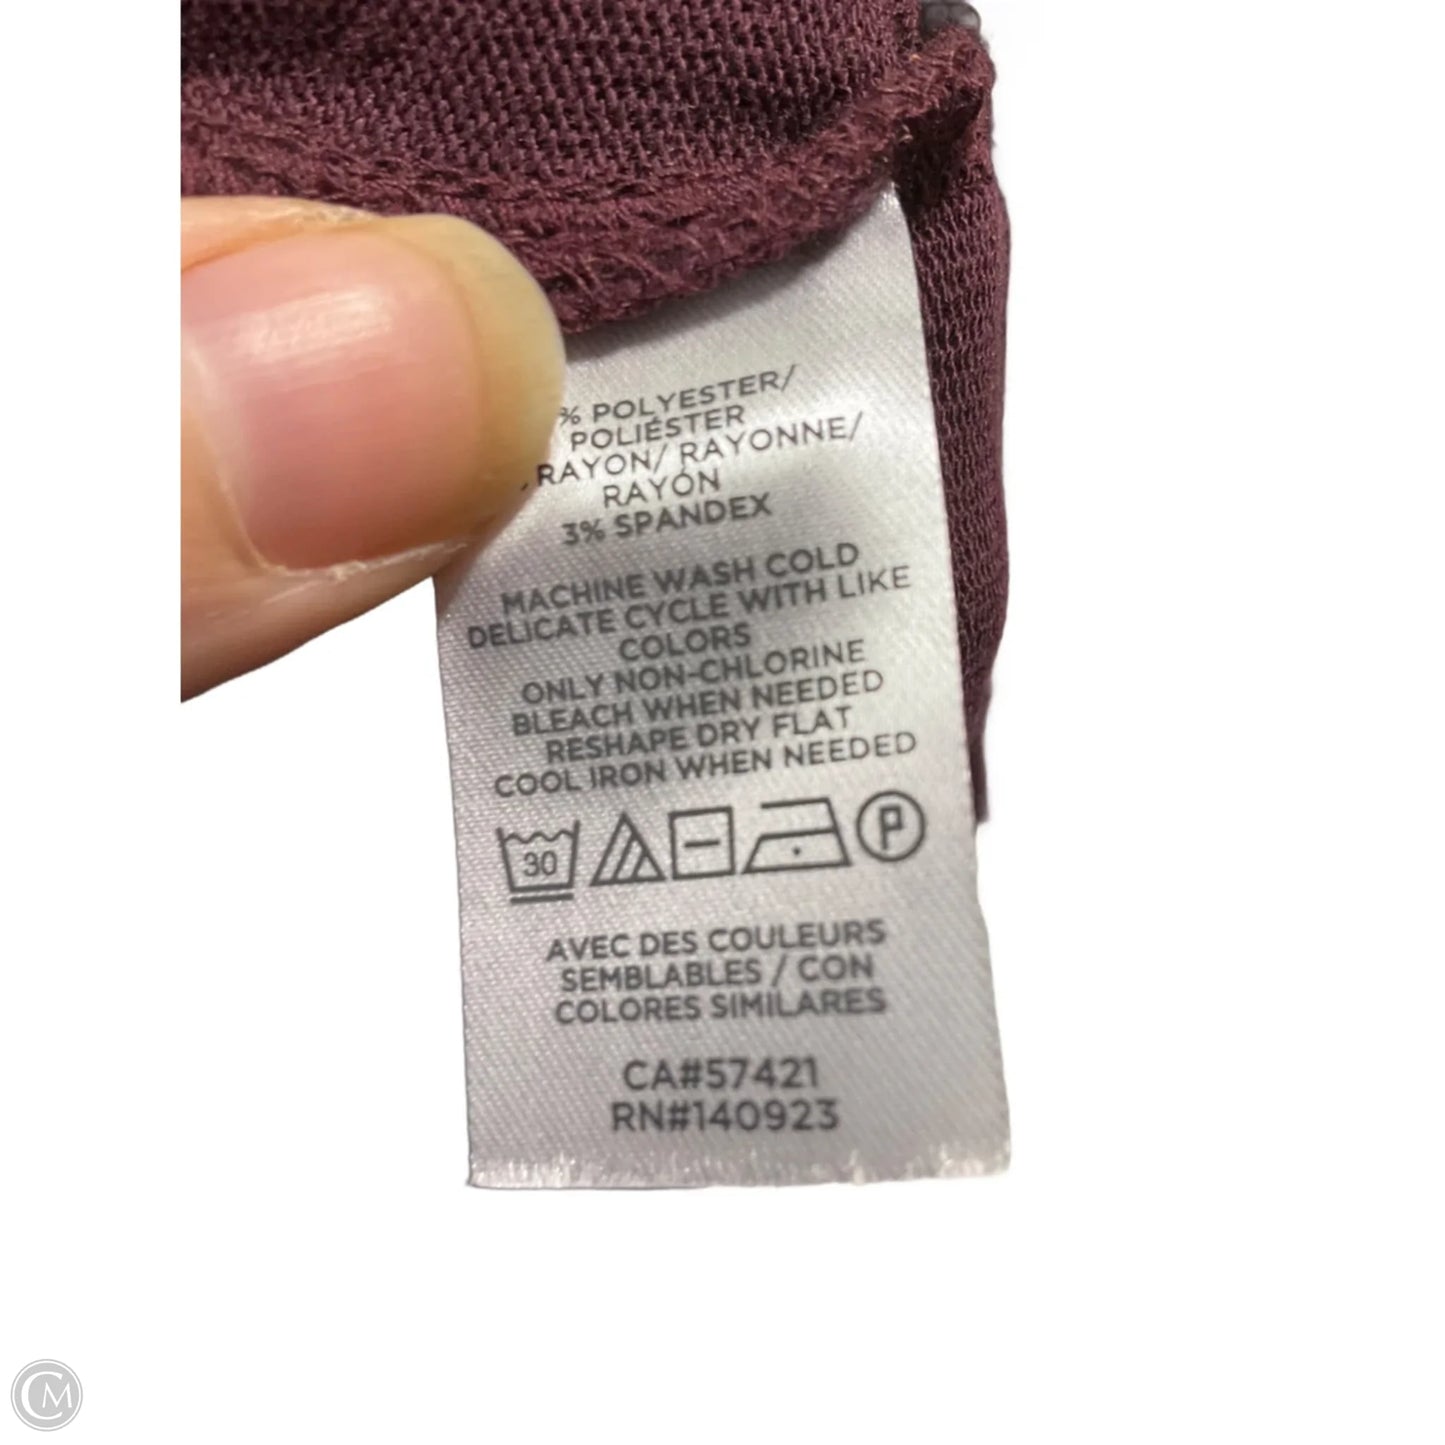 % POLYESTER/
POLIÉSTER
RAYON/ RAYONNE/
RAYÓN
3% SPANDEX
MACHINE WASH COLD
DELICATE CYCLE WITH LIKE
COLORS
ONLY NON-CHLORINE
BLEACH WHEN NEEDED
RESHAPE DRY FLAT
COOL IRON WHEN NEEDED
30 P
AVEC DES COULEURS
SEMBLABLES / CON
COLORES SIMILARES
CA#57421
RN#140923
CM